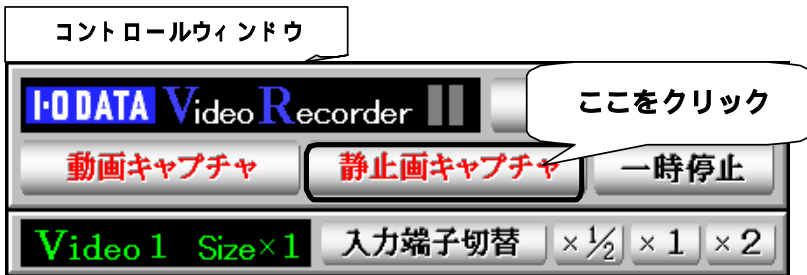 コントロールウィンドウ
I·O DATA Video Recorder
ここをクリック
動画キャプチャ 静止画キャプチャ 一時停止
Video 1 Size×1 入力端子切替 ×½ ×1 ×2